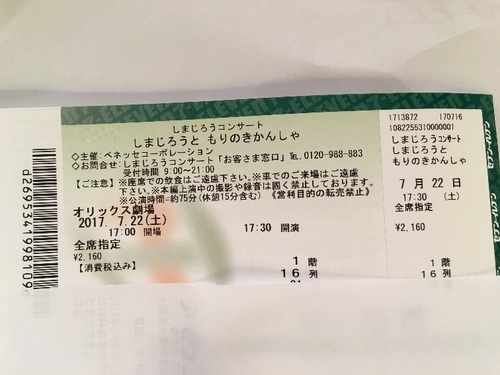 しまじろうコンサート
しまじろうと もりのきかんしゃ
◇主催:ベネッセコーポレーション
◇お問合せ:しまじろうコンサート「お客さま窓口」℡.0120-988-883
受付時間 9:00~21:00
【ご注意】※座席での飲食はご遠慮下さい。※車でのご来場はご遠慮
下さい。※本編上演中の撮影や録音は固く禁じております。
※公演時間=約75分(休憩15分含む) 《営利目的の転売禁止》
オリックス劇場
2017. 7.22(土)
17:00 開場 17:30 開演
全席指定
¥2,160
【消費税込み】
1 階
16 列
1713872 170716
1082255310000001
しまじろうコンサート
しまじろうと
もりのきかんしゃ
7月22日
17:30(土)
全席指定
¥2,160
1 階
16 列
d2695341998109d
セブン-イレブン